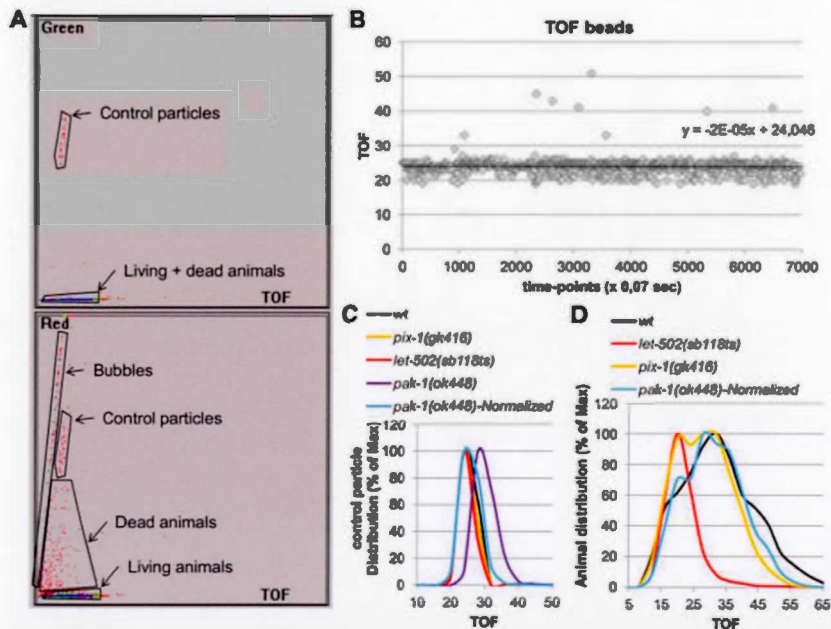 A
Green
Control particles
Living + dead animals
TOF
Red
Bubbles
Control particles
Dead animals
Living animals
TOF
B
TOF beads
60
50
40
30
20
10
0
TOF
y = -2E-05x + 24,046
0 1000 2000 3000 4000 5000 6000 7000
time-points (x 0,07 sec)
C
wt
pix-1(gk416)
let-502(sb118ts)
pak-1(ok448)
pak-1(ok448)-Normalized
120
100
80
60
40
20
0
control particle
Distribution (% of Max)
10 20 30 40 50
TOF
D
wt
let-502(sb118ts)
pix-1(gk416)
pak-1(ok448)-Normalized
120
100
80
60
40
20
0
Animal distribution (% of Max)
5 15 25 35 45 55 65
TOF